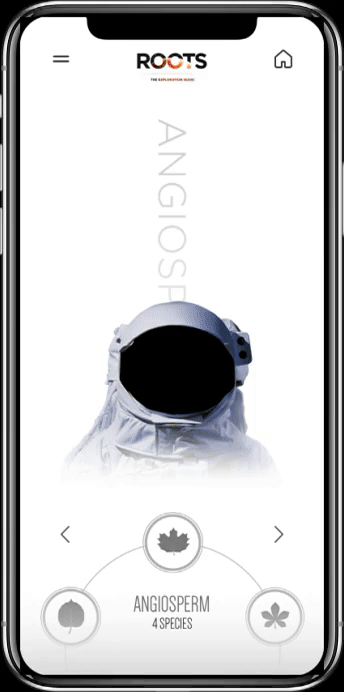 ROOTS
THE EXPLORATION GUIDE
ANGIOSP
ANGIOSPERM
4 SPECIES